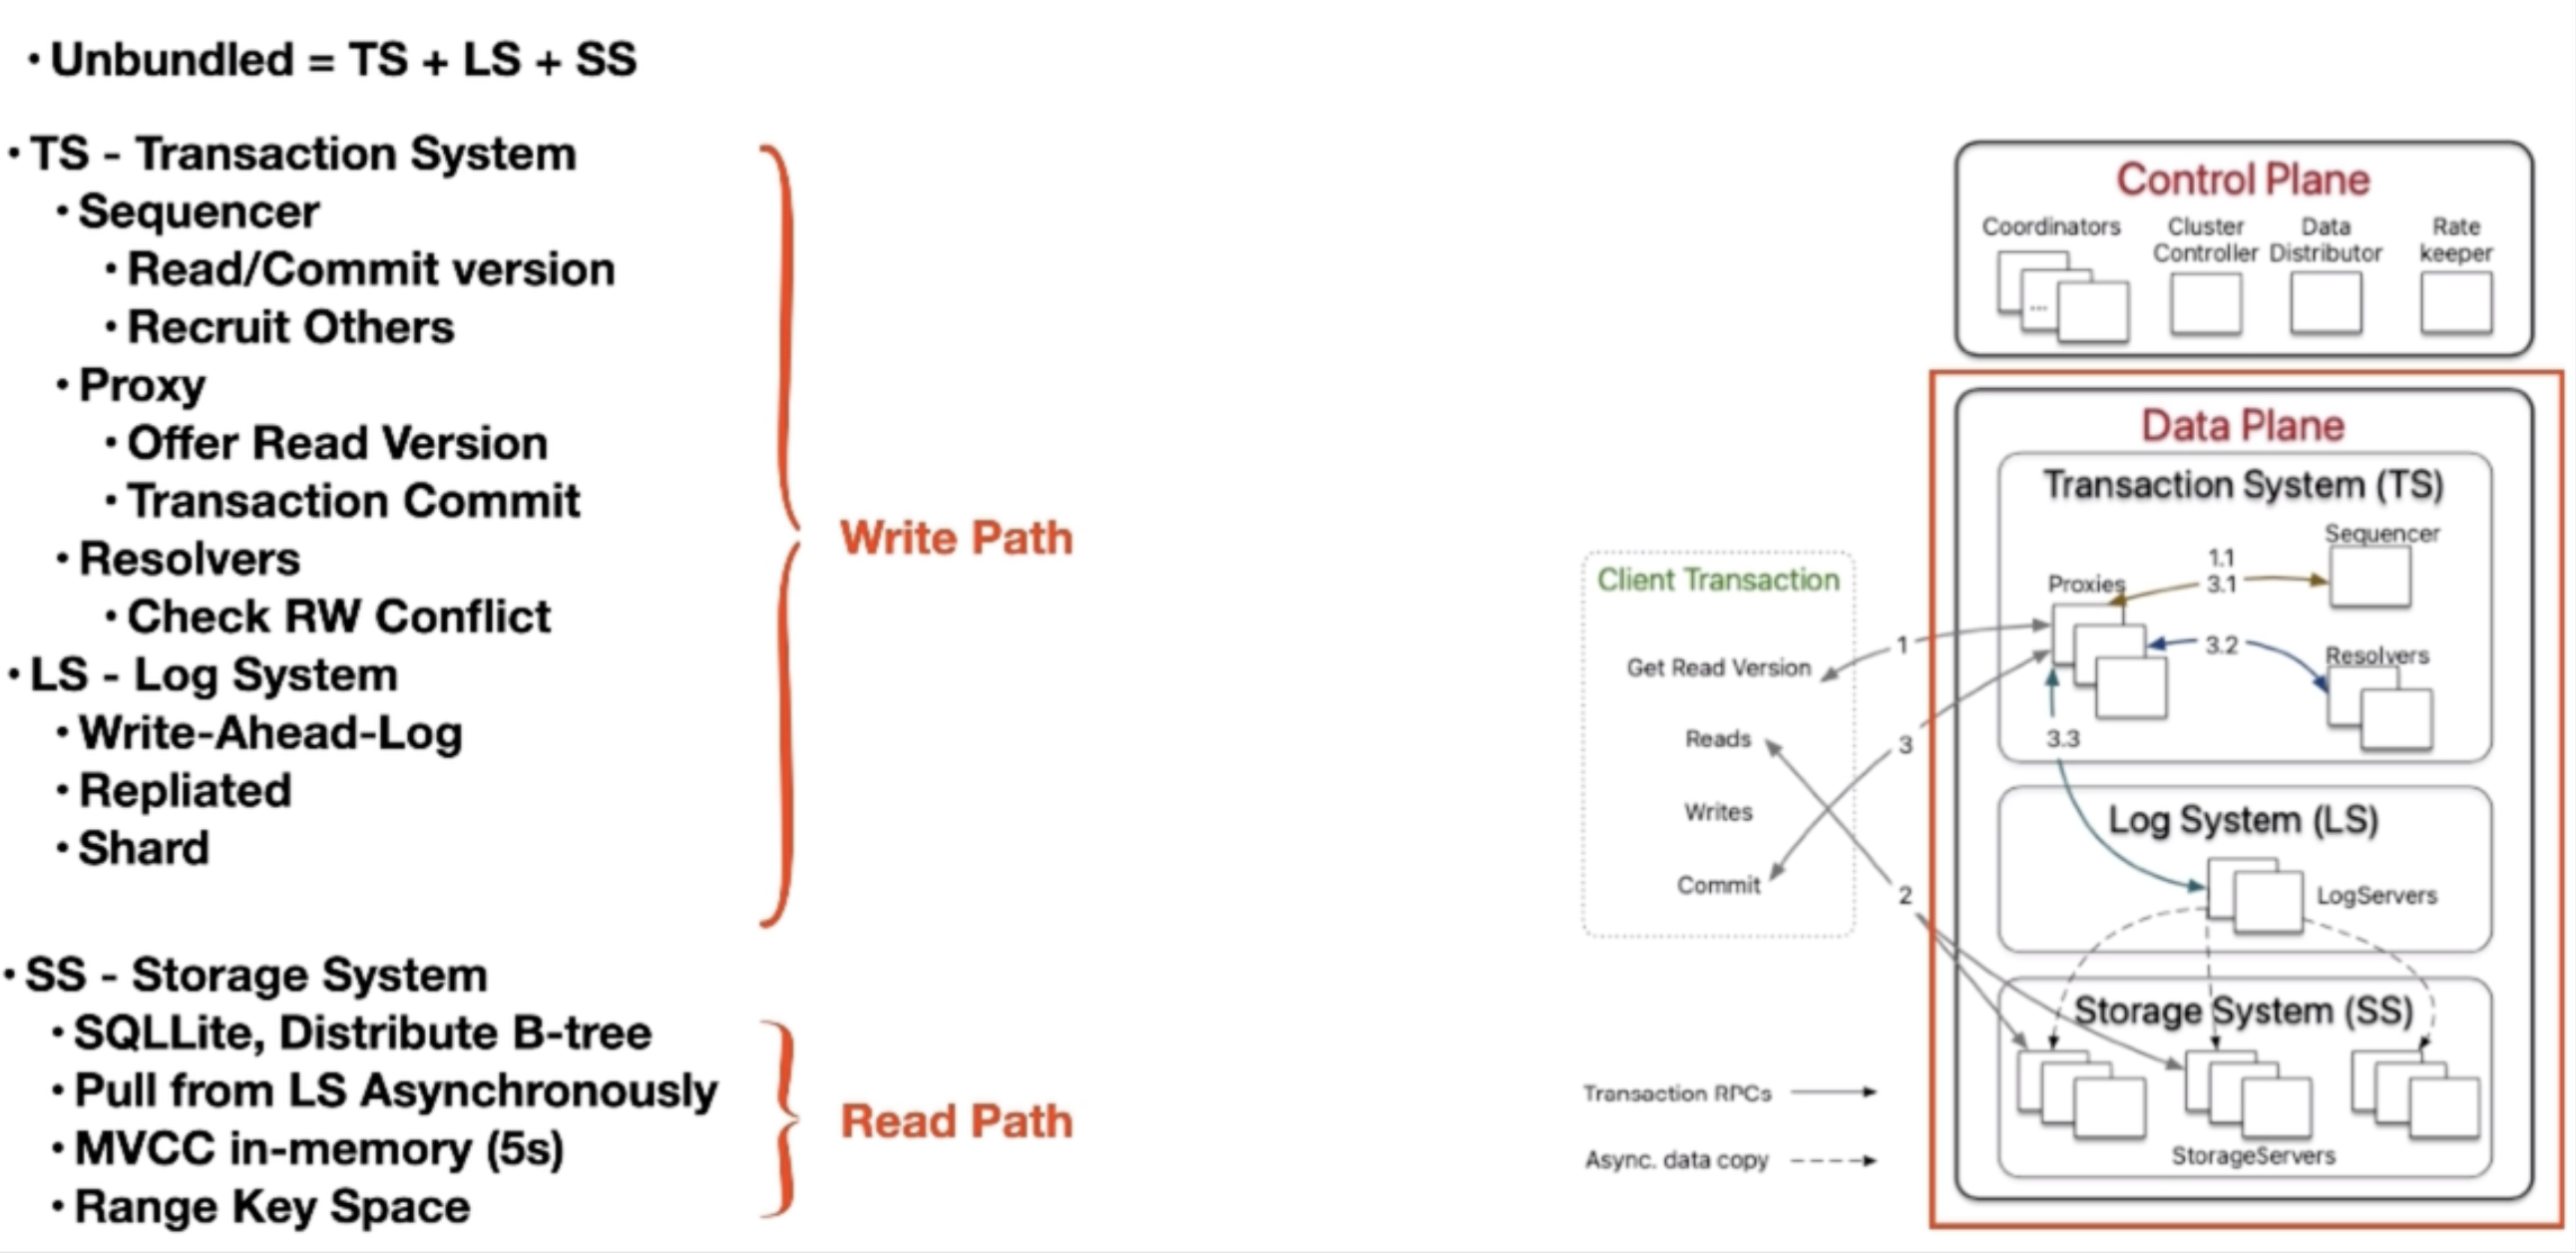 • Unbundled = TS + LS + SS
• TS - Transaction System
• Sequencer
• Read/Commit version
• Recruit Others
• Proxy
• Offer Read Version
• Transaction Commit
• Resolvers
• Check RW Conflict
• LS - Log System
• Write-Ahead-Log
• Repliated
• Shard
Write Path
• SS - Storage System
• SQLLite, Distribute B-tree
• Pull from LS Asynchronously
• MVCC in-memory (5s)
• Range Key Space
Read Path
Client Transaction
Get Read Version
Reads
Writes
Commit
1
3
2
Transaction RPCs
Async. data copy
Control Plane
Coordinators
...
Cluster
Controller
Data
Distributor
Rate
keeper
Data Plane
Transaction System (TS)
Sequencer
1.1
3.1
Proxies
3.2
Resolvers
3.3
Log System (LS)
LogServers
Storage System (SS)
StorageServers